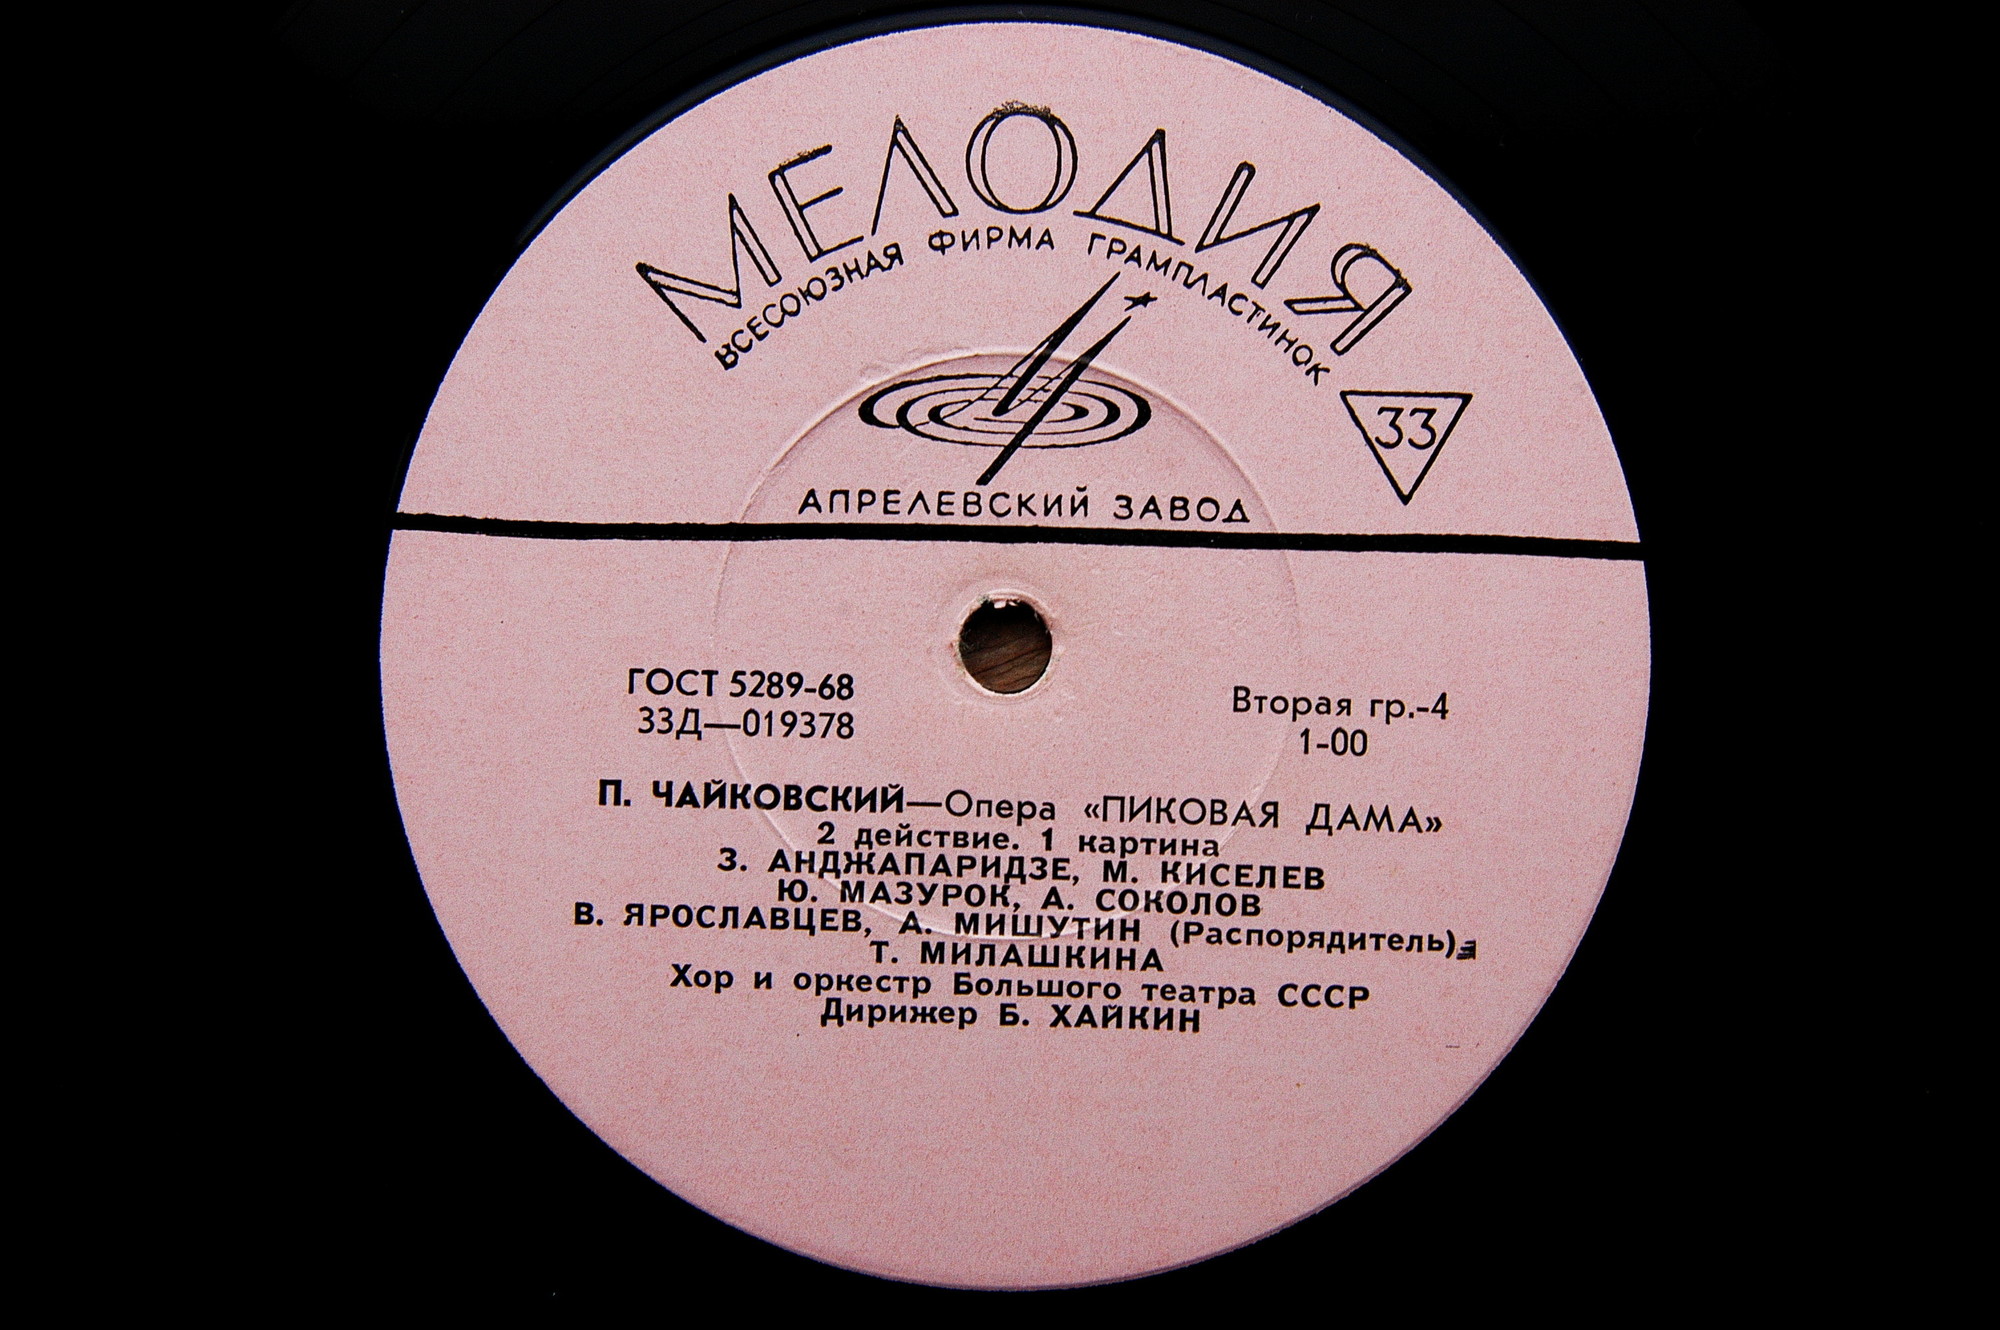 МЕЛОДИЯ
ВСЕСОЮЗНАЯ ФИРМА ГРАМПЛАСТИНОК
33
АПРЕЛЕВСКИЙ ЗАВОД
ГОСТ 5289-68
33Д—019378
Вторая гр.-4
1-00
П. ЧАЙКОВСКИЙ—Опера «ПИКОВАЯ ДАМА»
2 действие. 1 картина
З. АНДЖАПАРИДЗЕ, М. КИСЕЛЕВ
Ю. МАЗУРОК, А. СОКОЛОВ
В. ЯРОСЛАВЦЕВ, А. МИШУТИН (Распорядитель),
Т. МИЛАШКИНА
Хор и оркестр Большого театра СССР
Дирижер Б. ХАЙКИН